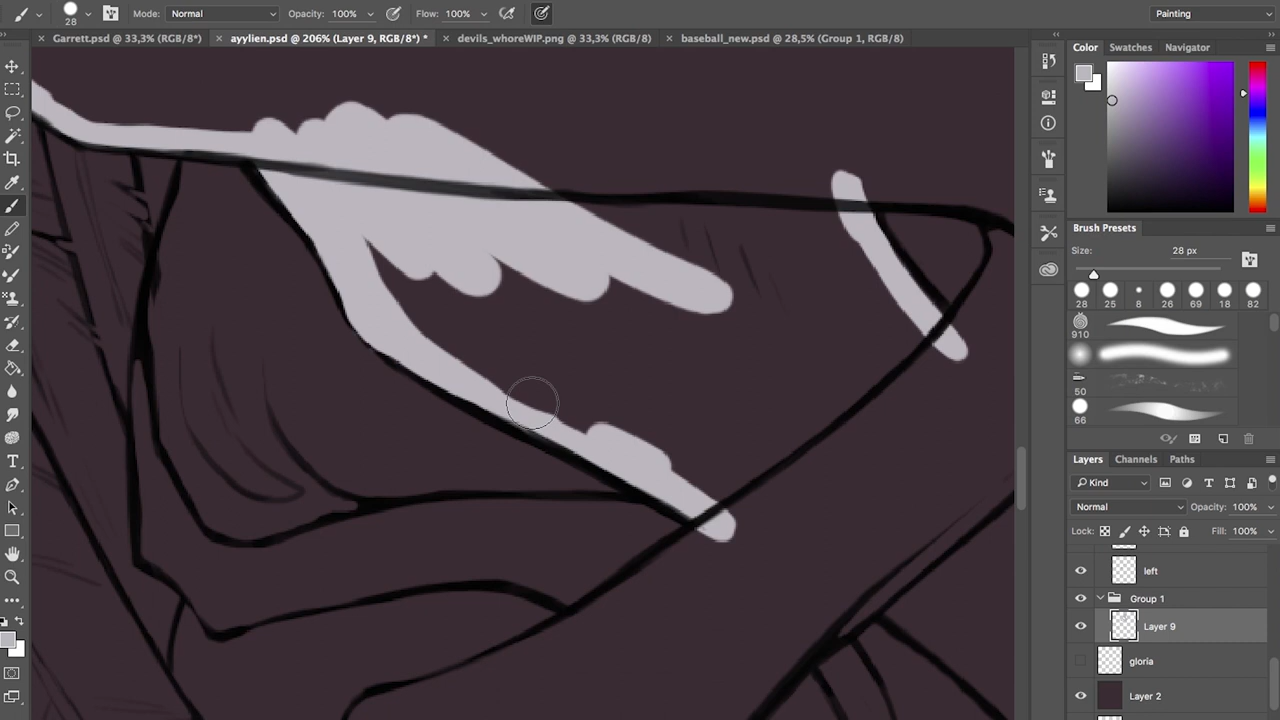 28 Mode: Normal Opacity: 100% Flow: 100% Painting
Garrett.psd @ 33,3% (RGB/8*) ayylien.psd @ 206% (Layer 9, RGB/8*) * devils_whoreWIP.png @ 33,3% (RGB/8) baseball_new.psd @ 28,5% (Group 1, RGB/8)
Color Swatches Navigator
Brush Presets
Size: 28 px
28 25 8 26 69 18 82
910
50
66
Layers Channels Paths
Kind
Normal Opacity: 100%
Lock: Fill: 100%
left
Group 1
Layer 9
gloria
Layer 2